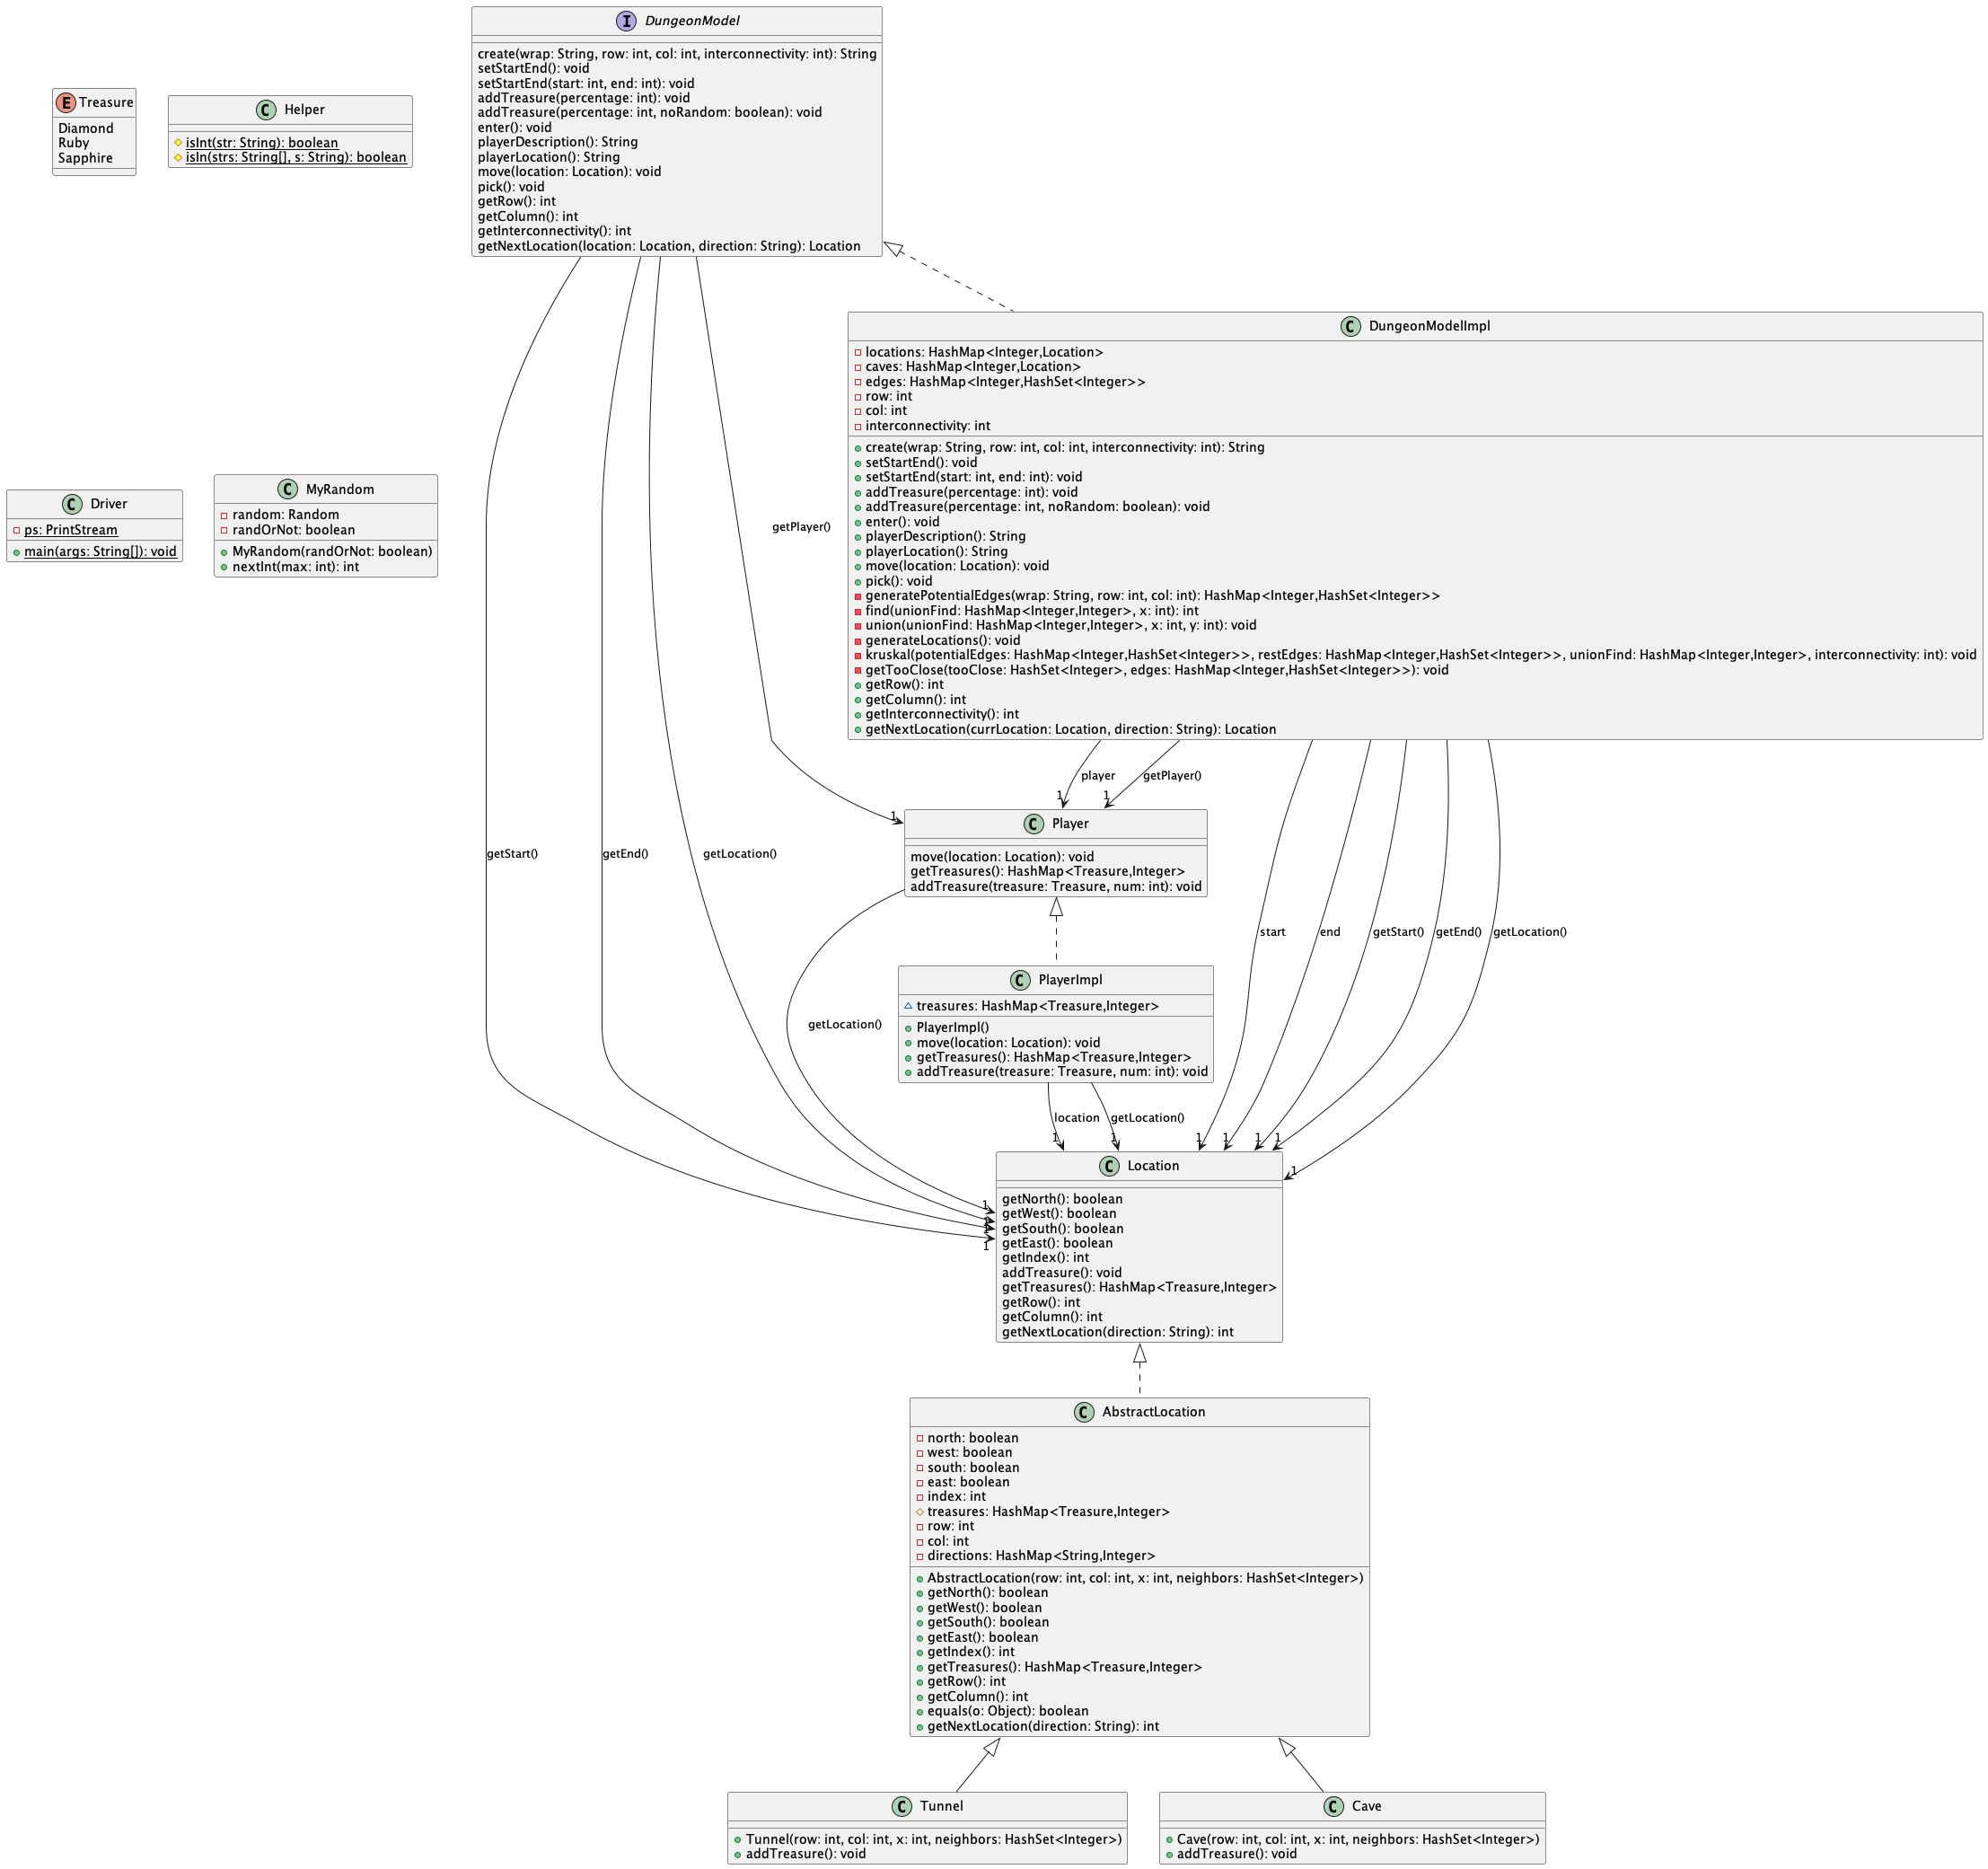 I DungeonModel
create(wrap: String, row: int, col: int, interconnectivity: int): String
setStartEnd(): void
setStartEnd(start: int, end: int): void
addTreasure(percentage: int): void
addTreasure(percentage: int, noRandom: boolean): void
enter(): void
playerDescription(): String
playerLocation(): String
move(location: Location): void
pick(): void
getRow(): int
getColumn(): int
getInterconnectivity(): int
getNextLocation(location: Location, direction: String): Location
E Treasure
Diamond
Ruby
Sapphire
C Helper
isInt(str: String): boolean
isIn(strs: String[], s: String): boolean
C DungeonModelImpl
locations: HashMap<Integer,Location>
caves: HashMap<Integer,Location>
edges: HashMap<Integer,HashSet<Integer>>
row: int
col: int
interconnectivity: int
create(wrap: String, row: int, col: int, interconnectivity: int): String
setStartEnd(): void
setStartEnd(start: int, end: int): void
addTreasure(percentage: int): void
addTreasure(percentage: int, noRandom: boolean): void
enter(): void
playerDescription(): String
playerLocation(): String
move(location: Location): void
pick(): void
generatePotentialEdges(wrap: String, row: int, col: int): HashMap<Integer,HashSet<Integer>>
find(unionFind: HashMap<Integer,Integer>, x: int): int
union(unionFind: HashMap<Integer,Integer>, x: int, y: int): void
generateLocations(): void
kruskal(potentialEdges: HashMap<Integer,HashSet<Integer>>, restEdges: HashMap<Integer,HashSet<Integer>>, unionFind: HashMap<Integer,Integer>, interconnectivity: int): void
getTooClose(tooClose: HashSet<Integer>, edges: HashMap<Integer,HashSet<Integer>>): void
getRow(): int
getColumn(): int
getInterconnectivity(): int
getNextLocation(currLocation: Location, direction: String): Location
C Driver
ps: PrintStream
main(args: String[]): void
C MyRandom
random: Random
randOrNot: boolean
MyRandom(randOrNot: boolean)
nextInt(max: int): int
getPlayer()
player
getPlayer()
1
1
1
C Player
move(location: Location): void
getTreasures(): HashMap<Treasure,Integer>
addTreasure(treasure: Treasure, num: int): void
getStart()
getEnd()
getLocation()
start
end
getStart()
getEnd()
getLocation()
C PlayerImpl
treasures: HashMap<Treasure,Integer>
PlayerImpl()
move(location: Location): void
getTreasures(): HashMap<Treasure,Integer>
addTreasure(treasure: Treasure, num: int): void
getLocation()
location
getLocation()
1
1
1
1
1
1
1
C Location
getNorth(): boolean
getWest(): boolean
getSouth(): boolean
getEast(): boolean
getIndex(): int
addTreasure(): void
getTreasures(): HashMap<Treasure,Integer>
getRow(): int
getColumn(): int
getNextLocation(direction: String): int
1
1
1
1
C AbstractLocation
north: boolean
west: boolean
south: boolean
east: boolean
index: int
treasures: HashMap<Treasure,Integer>
row: int
col: int
directions: HashMap<String,Integer>
AbstractLocation(row: int, col: int, x: int, neighbors: HashSet<Integer>)
getNorth(): boolean
getWest(): boolean
getSouth(): boolean
getEast(): boolean
getIndex(): int
getTreasures(): HashMap<Treasure,Integer>
getRow(): int
getColumn(): int
equals(o: Object): boolean
getNextLocation(direction: String): int
C Tunnel
Tunnel(row: int, col: int, x: int, neighbors: HashSet<Integer>)
addTreasure(): void
C Cave
Cave(row: int, col: int, x: int, neighbors: HashSet<Integer>)
addTreasure(): void